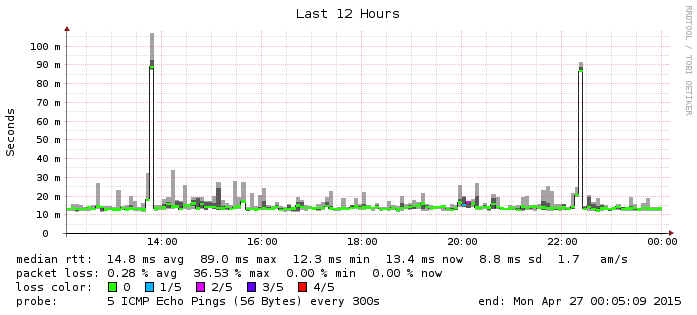 Last 12 Hours
RRDTOOL / TOBI OETIKER
Seconds
100 m
90 m
80 m
70 m
60 m
50 m
40 m
30 m
20 m
10 m
0
14:00 16:00 18:00 20:00 22:00 00:00
median rtt: 14.8 ms avg 89.0 ms max 12.3 ms min 13.4 ms now 8.8 ms sd 1.7 am/s
packet loss: 0.28 % avg 36.53 % max 0.00 % min 0.00 % now
loss color: 0 1/5 2/5 3/5 4/5
probe: 5 ICMP Echo Pings (56 Bytes) every 300s end: Mon Apr 27 00:05:09 2015